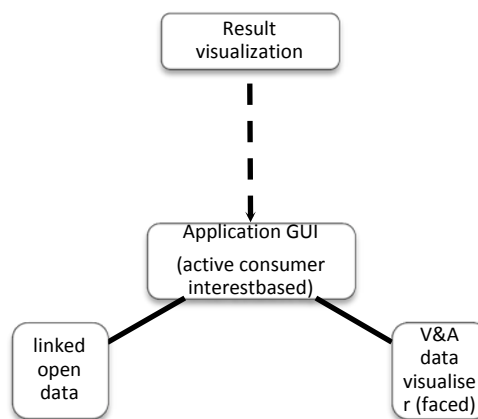 Result
visualization
Application GUI
(active consumer
interestbased)
linked
open
data
V&A
data
visualise
r (faced)